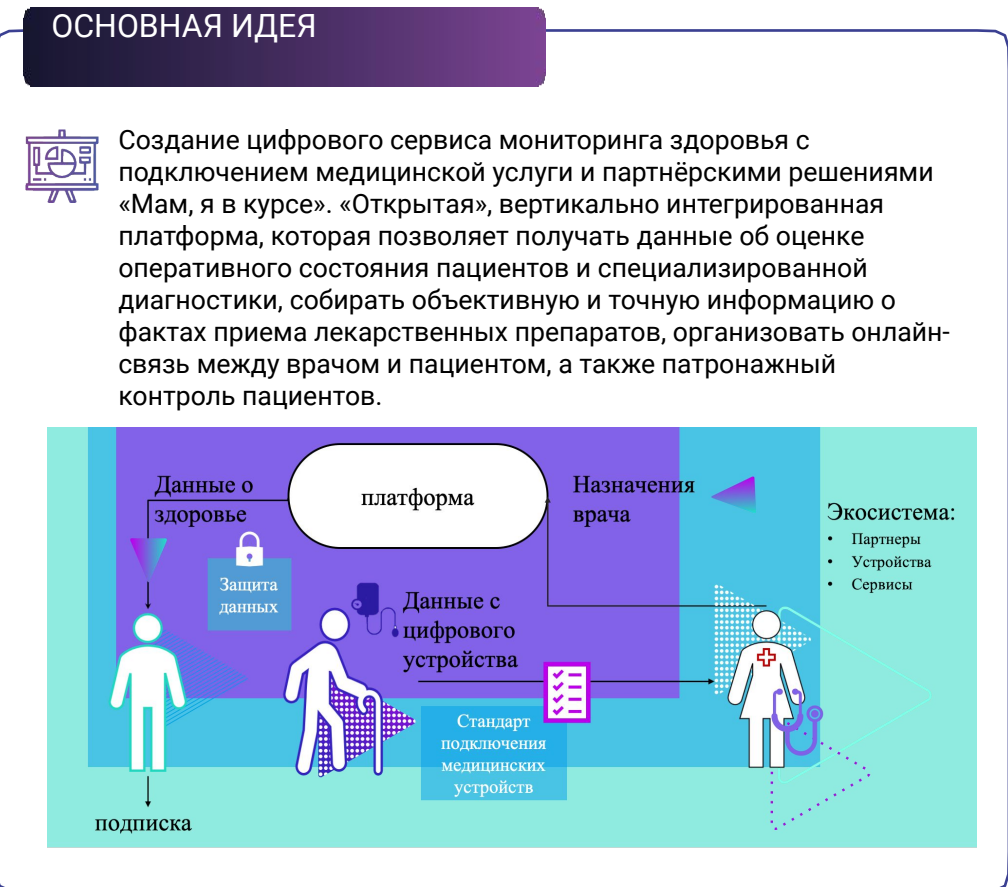 ОСНОВНАЯ ИДЕЯ
Создание цифрового сервиса мониторинга здоровья с
подключением медицинской услуги и партнёрскими решениями
«Мам, я в курсе». «Открытая», вертикально интегрированная
платформа, которая позволяет получать данные об оценке
оперативного состояния пациентов и специализированной
диагностики, собирать объективную и точную информацию о
фактах приема лекарственных препаратов, организовать онлайн-
связь между врачом и пациентом, а также патронажный
контроль пациентов.
Данные о
здоровье
платформа
Назначения
врача
Экосистема:
• Партнеры
• Устройства
• Сервисы
Защита
данных
Данные с
цифрового
устройства
Стандарт
подключения
медицинских
устройств
подписка